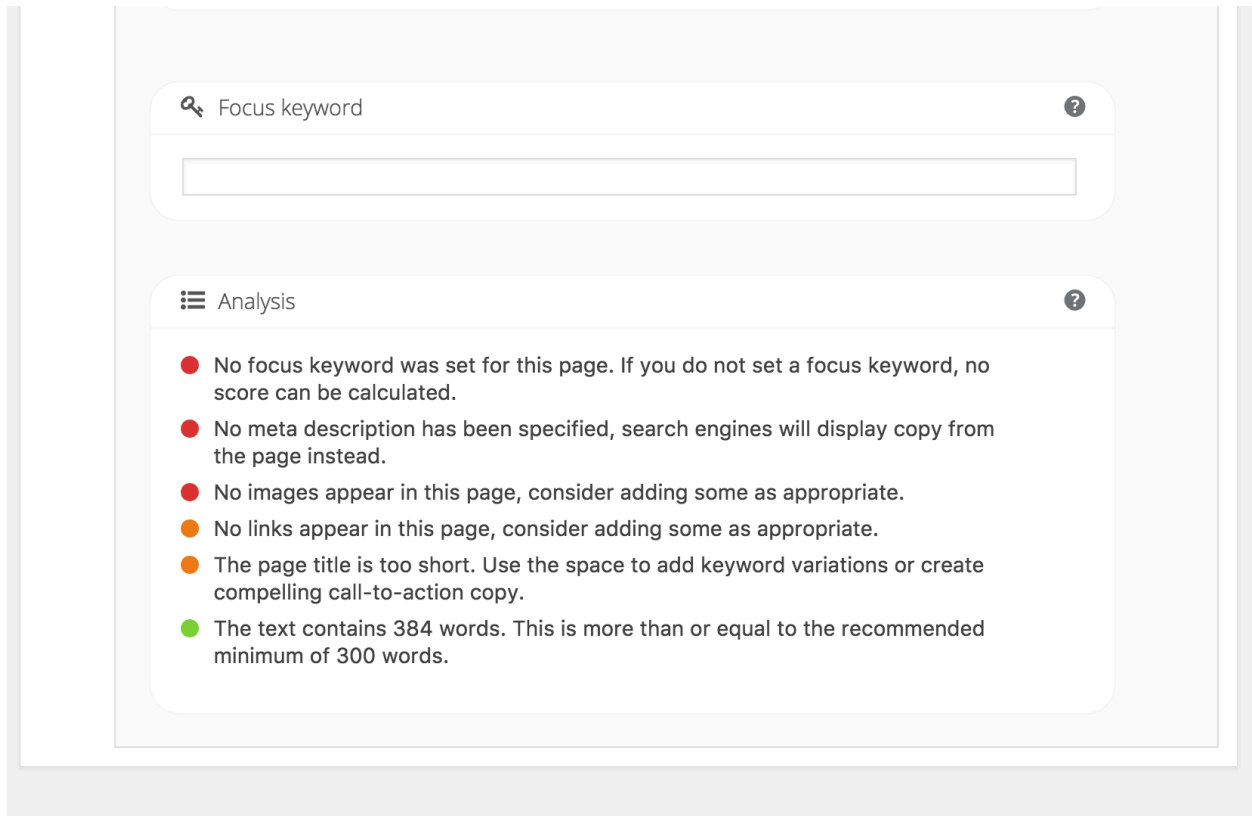 Focus keyword
?
Analysis
?
No focus keyword was set for this page. If you do not set a focus keyword, no
score can be calculated.
No meta description has been specified, search engines will display copy from
the page instead.
No images appear in this page, consider adding some as appropriate.
No links appear in this page, consider adding some as appropriate.
The page title is too short. Use the space to add keyword variations or create
compelling call-to-action copy.
The text contains 384 words. This is more than or equal to the recommended
minimum of 300 words.